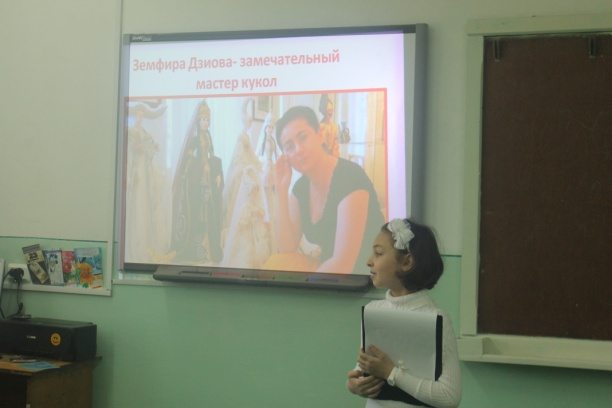 Земфира Дзиова- замечательный
мастер кукол